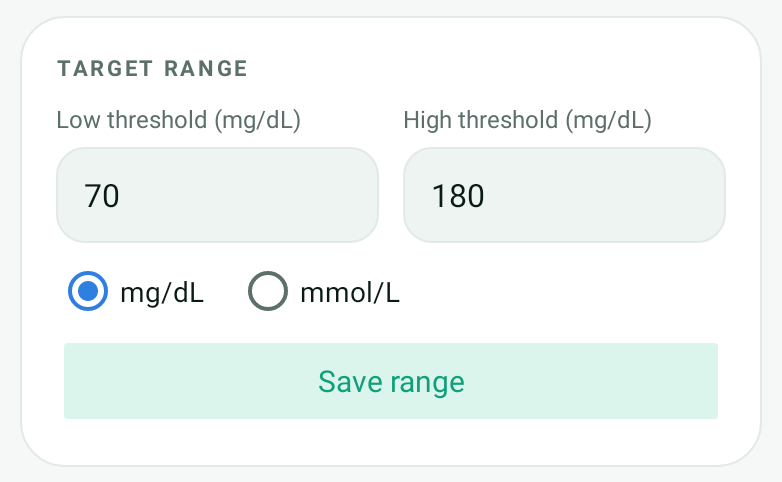 TARGET RANGE
Low threshold (mg/dL)
High threshold (mg/dL)
70
180
mg/dL
mmol/L
Save range